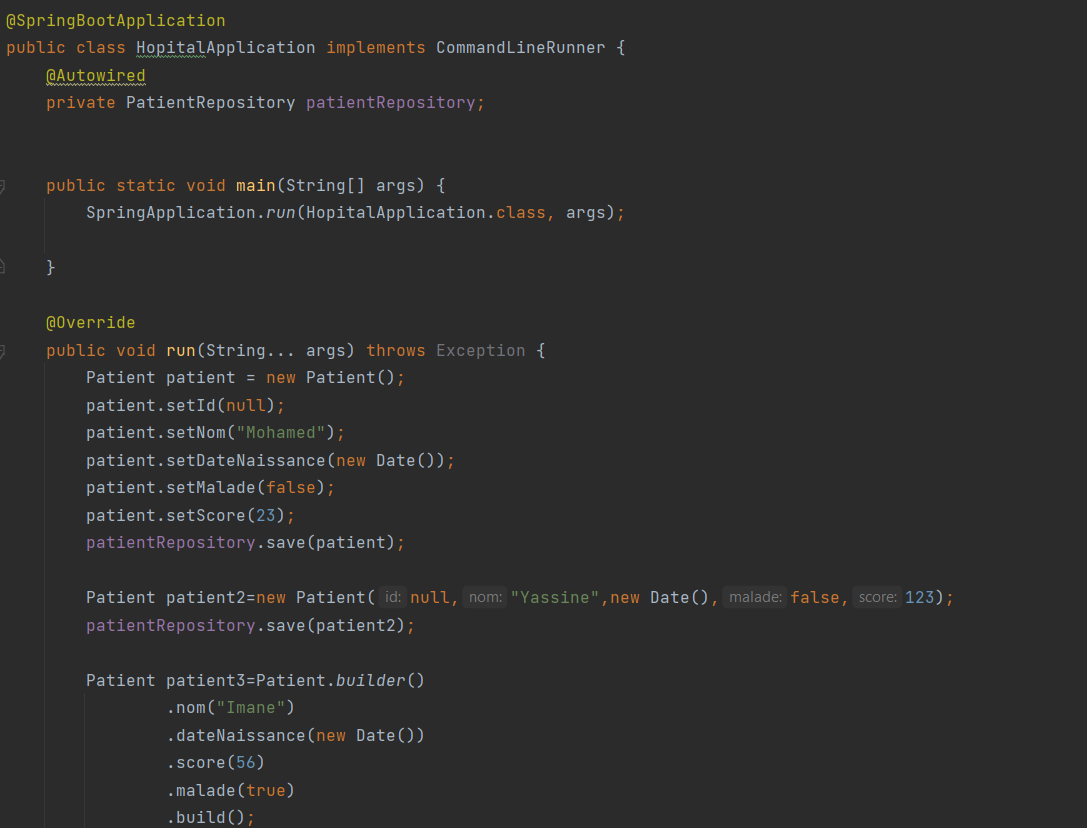 @SpringBootApplication
public class HopitalApplication implements CommandLineRunner {
    @Autowired
    private PatientRepository patientRepository;
    public static void main(String[] args) {
        SpringApplication.run(HopitalApplication.class, args);
    }
    @Override
    public void run(String... args) throws Exception {
        Patient patient = new Patient();
        patient.setId(null);
        patient.setNom("Mohamed");
        patient.setDateNaissance(new Date());
        patient.setMalade(false);
        patient.setScore(23);
        patientRepository.save(patient);
        Patient patient2=new Patient( id: null, nom: "Yassine",new Date(), malade: false, score: 123);
        patientRepository.save(patient2);
        Patient patient3=Patient.builder()
                .nom("Imane")
                .dateNaissance(new Date())
                .score(56)
                .malade(true)
                .build();